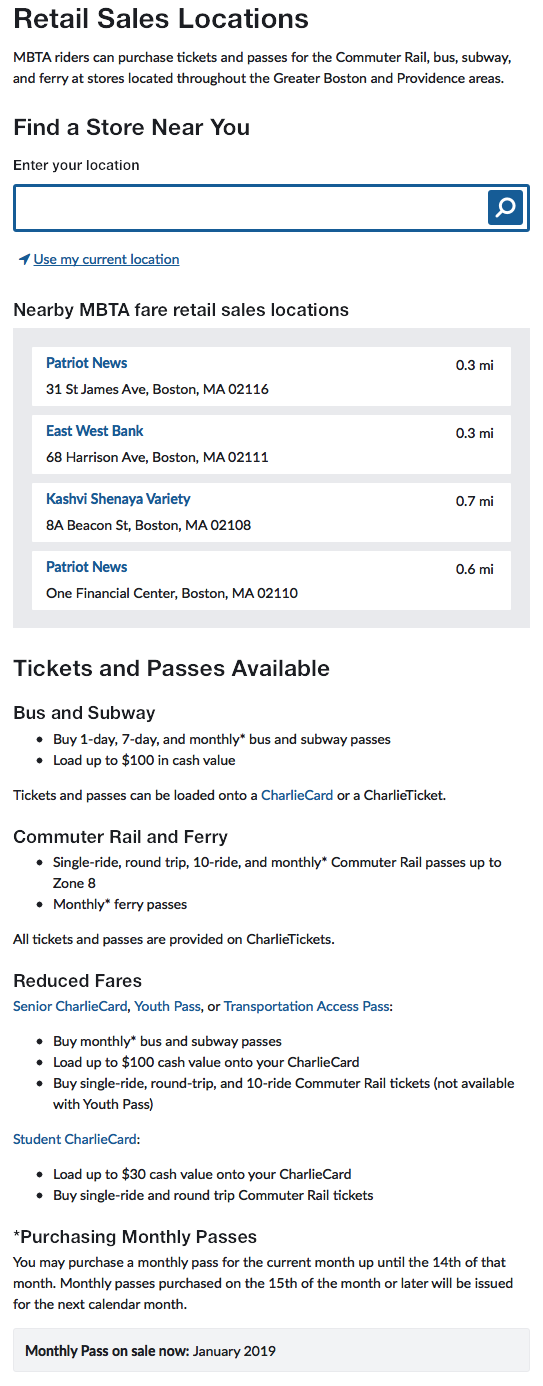 Retail Sales Locations
MBTA riders can purchase tickets and passes for the Commuter Rail, bus, subway,
and ferry at stores located throughout the Greater Boston and Providence areas.
Find a Store Near You
Enter your location
Use my current location
Nearby MBTA fare retail sales locations
Patriot News 0.3 mi
31 St James Ave, Boston, MA 02116
East West Bank 0.3 mi
68 Harrison Ave, Boston, MA 02111
Kashvi Shenaya Variety 0.7 mi
8A Beacon St, Boston, MA 02108
Patriot News 0.6 mi
One Financial Center, Boston, MA 02110
Tickets and Passes Available
Bus and Subway
• Buy 1-day, 7-day, and monthly* bus and subway passes
• Load up to $100 in cash value
Tickets and passes can be loaded onto a CharlieCard or a CharlieTicket.
Commuter Rail and Ferry
• Single-ride, round trip, 10-ride, and monthly* Commuter Rail passes up to
Zone 8
• Monthly* ferry passes
All tickets and passes are provided on CharlieTickets.
Reduced Fares
Senior CharlieCard, Youth Pass, or Transportation Access Pass:
• Buy monthly* bus and subway passes
• Load up to $100 cash value onto your CharlieCard
• Buy single-ride, round-trip, and 10-ride Commuter Rail tickets (not available
with Youth Pass)
Student CharlieCard:
• Load up to $30 cash value onto your CharlieCard
• Buy single-ride and round trip Commuter Rail tickets
*Purchasing Monthly Passes
You may purchase a monthly pass for the current month up until the 14th of that
month. Monthly passes purchased on the 15th of the month or later will be issued
for the next calendar month.
Monthly Pass on sale now: January 2019